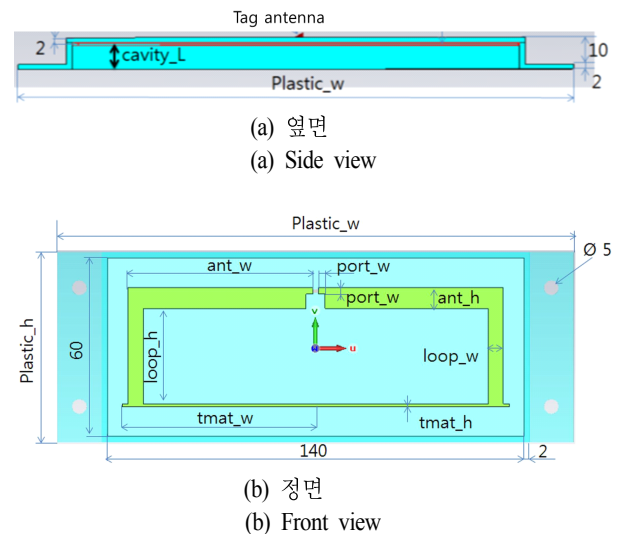 Tag antenna
2
cavity_L
10
Plastic_w
2
(a) 옆면
(a) Side view
Plastic_w
Ø 5
ant_w
port_w
port_w
ant_h
Plastic_h
60
loop_h
v
u
loop_w
tmat_w
tmat_h
140
2
(b) 정면
(b) Front view